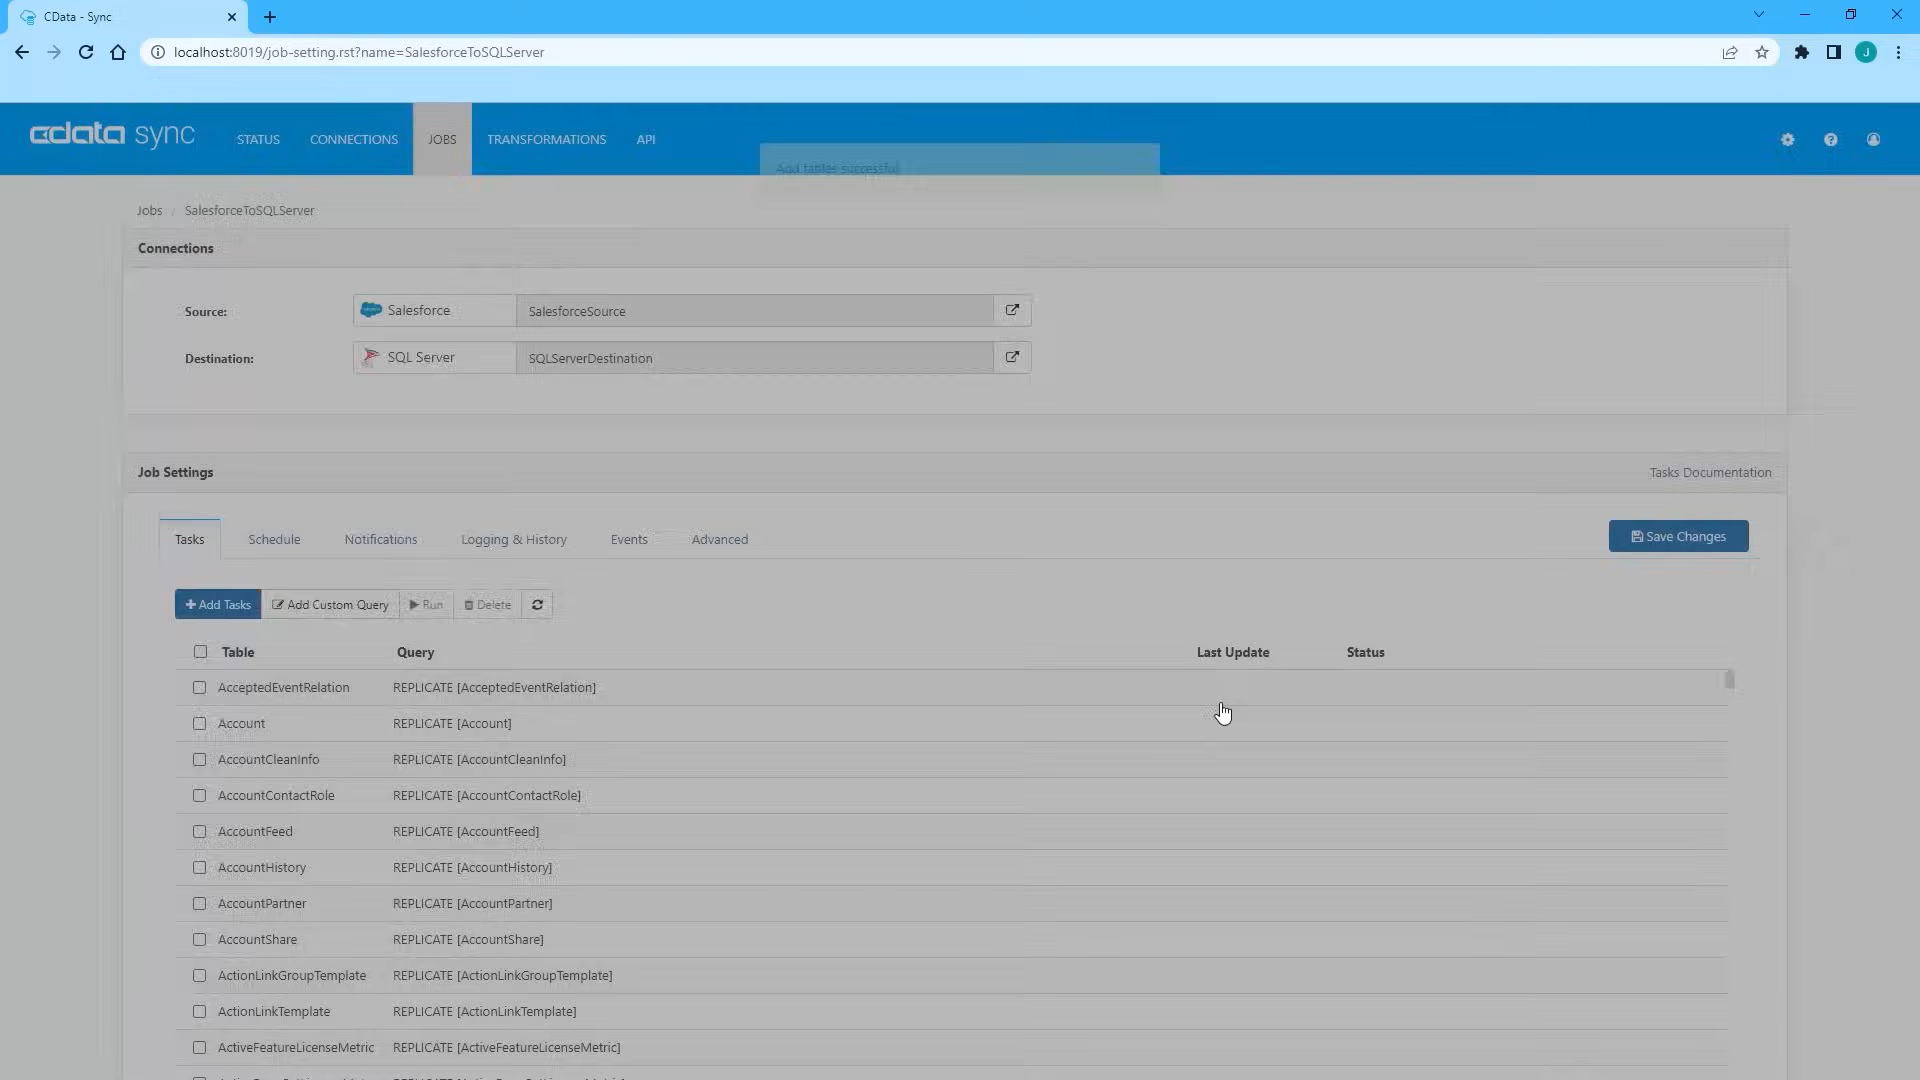 CData - Sync
localhost:8019/job-setting.rst?name=SalesforceToSQLServer
J
cdata sync
STATUS
CONNECTIONS
JOBS
TRANSFORMATIONS
API
Add tables successful
Jobs / SalesforceToSQLServer
Connections
Source:
Salesforce
SalesforceSource
Destination:
SQL Server
SQLServerDestination
Job Settings
Tasks Documentation
Tasks
Schedule
Notifications
Logging & History
Events
Advanced
Save Changes
+ Add Tasks
Add Custom Query
Run
Delete
Table Query Last Update Status
AcceptedEventRelation REPLICATE [AcceptedEventRelation]
Account REPLICATE [Account]
AccountCleanInfo REPLICATE [AccountCleanInfo]
AccountContactRole REPLICATE [AccountContactRole]
AccountFeed REPLICATE [AccountFeed]
AccountHistory REPLICATE [AccountHistory]
AccountPartner REPLICATE [AccountPartner]
AccountShare REPLICATE [AccountShare]
ActionLinkGroupTemplate REPLICATE [ActionLinkGroupTemplate]
ActionLinkTemplate REPLICATE [ActionLinkTemplate]
ActiveFeatureLicenseMetric REPLICATE [ActiveFeatureLicenseMetric]